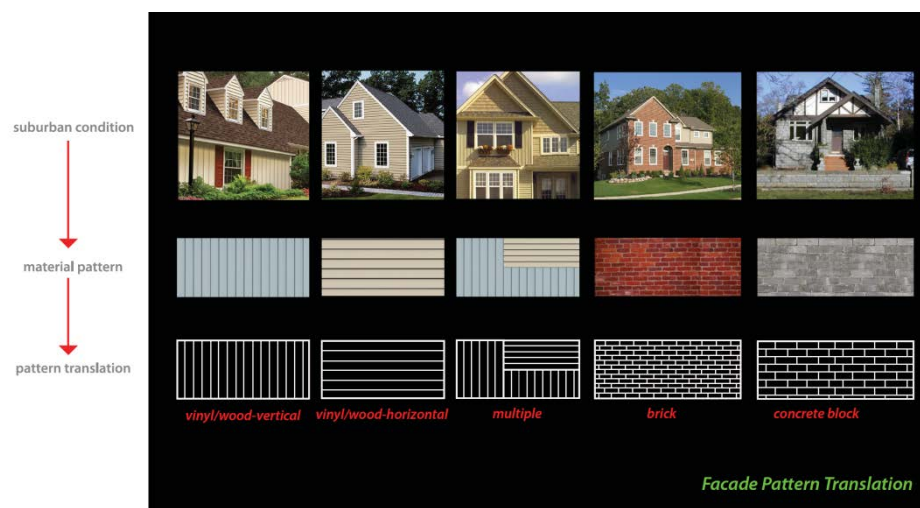 suburban condition
material pattern
pattern translation
vinyl/wood-vertical
vinyl/wood-horizontal
multiple
brick
concrete block
Facade Pattern Translation